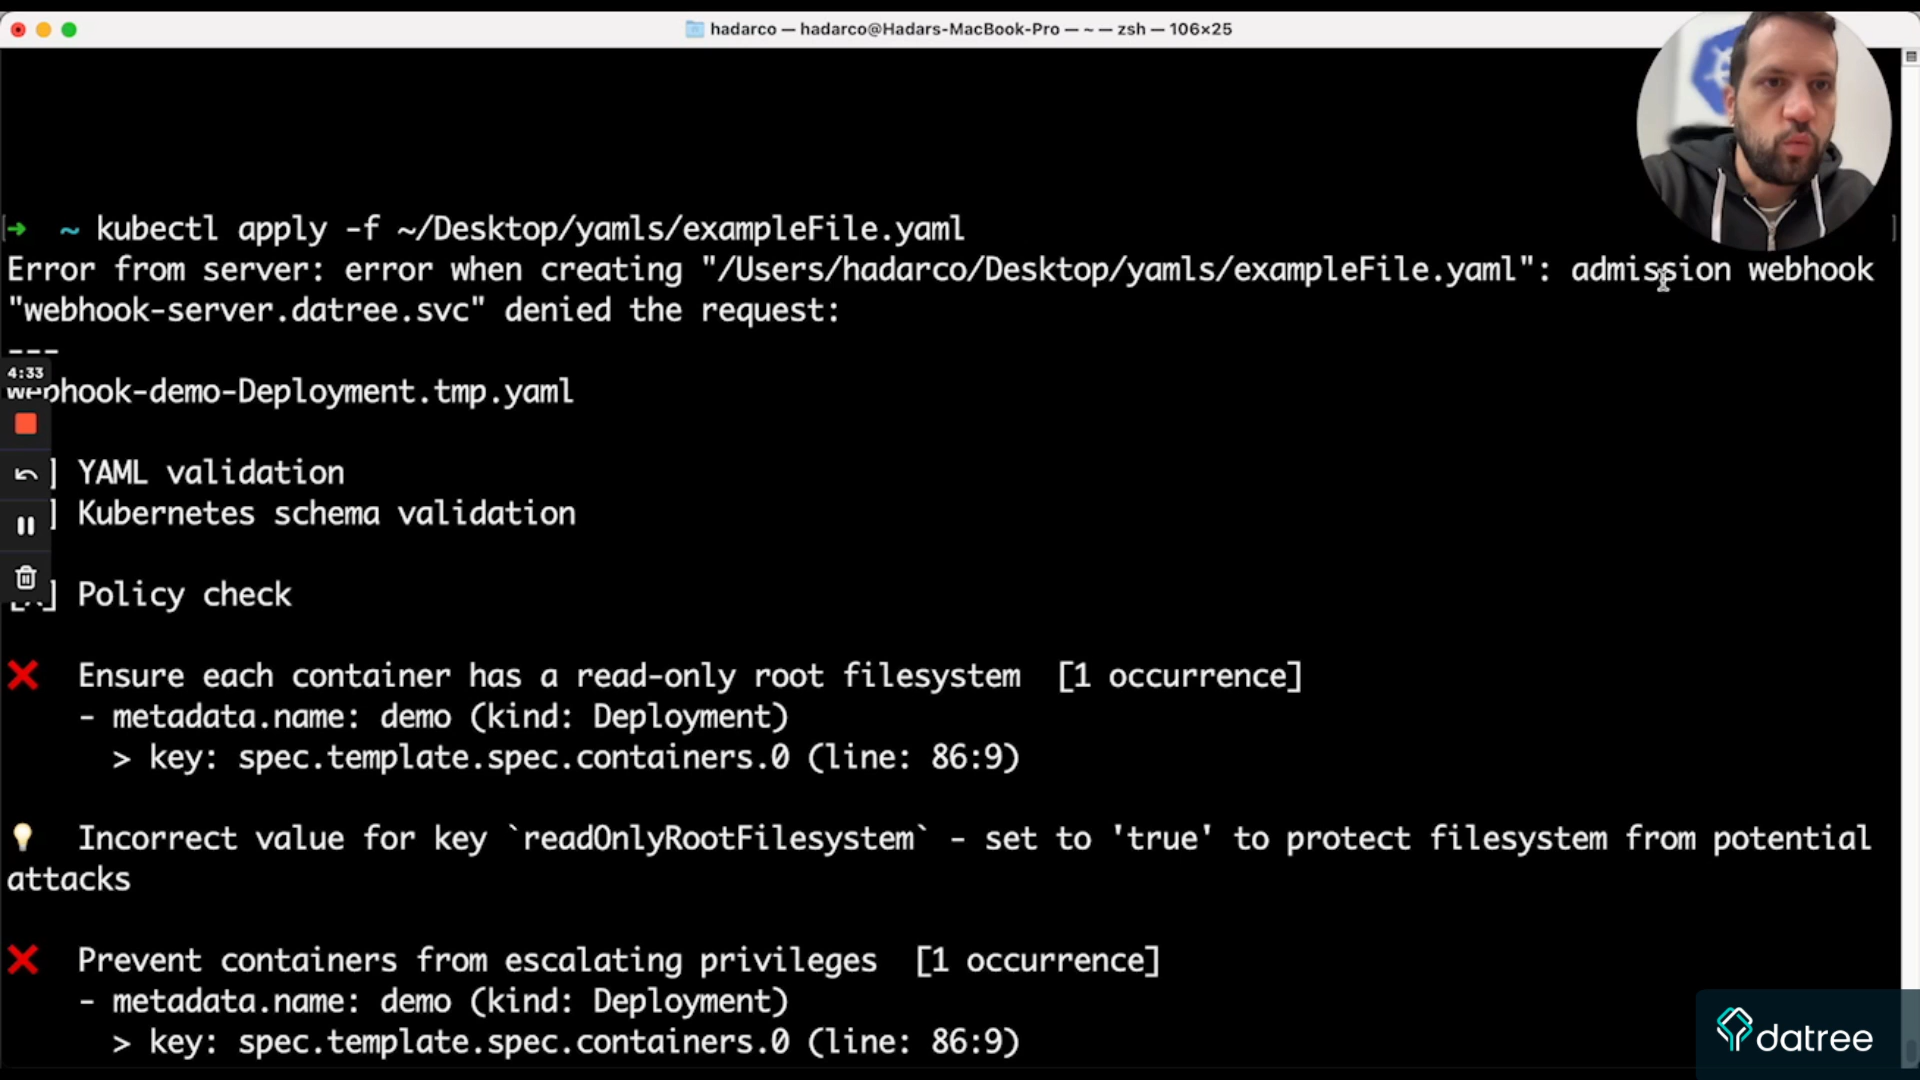 hadarco — hadarco@Hadars-MacBook-Pro — ~ — zsh — 106×25
➜ ~ kubectl apply -f ~/Desktop/yamls/exampleFile.yaml
Error from server: error when creating "/Users/hadarco/Desktop/yamls/exampleFile.yaml": admission webhook
"webhook-server.datree.svc" denied the request:
---
4:33
webhook-demo-Deployment.tmp.yaml
] YAML validation
] Kubernetes schema validation
] Policy check
❌ Ensure each container has a read-only root filesystem [1 occurrence]
- metadata.name: demo (kind: Deployment)
> key: spec.template.spec.containers.0 (line: 86:9)
💡 Incorrect value for key `readOnlyRootFilesystem` - set to 'true' to protect filesystem from potential
attacks
❌ Prevent containers from escalating privileges [1 occurrence]
- metadata.name: demo (kind: Deployment)
> key: spec.template.spec.containers.0 (line: 86:9)
datree